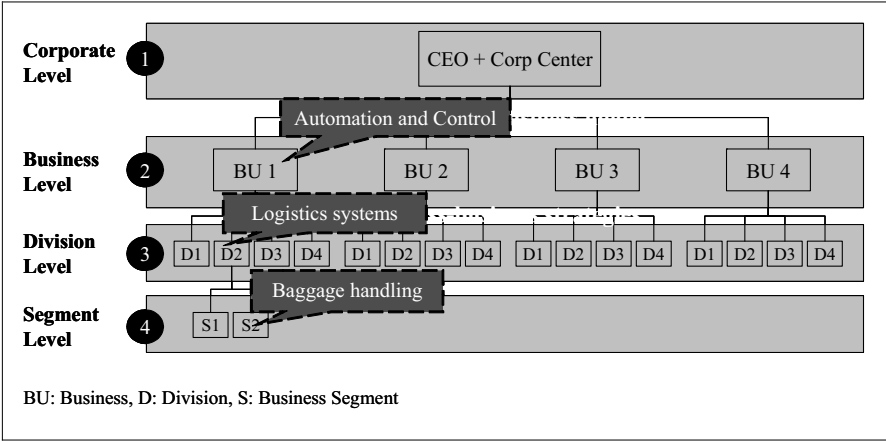 Corporate
Level
1
CEO + Corp Center
Automation and Control
Business
Level
2
BU 1
BU 2
BU 3
BU 4
Logistics systems
strategies
Division
Level
3
D1 D2 D3 D4 D1 D2 D3 D4 D1 D2 D3 D4 D1 D2 D3 D4
Baggage handling
Segment
Level
4
S1 S2
BU: Business, D: Division, S: Business Segment